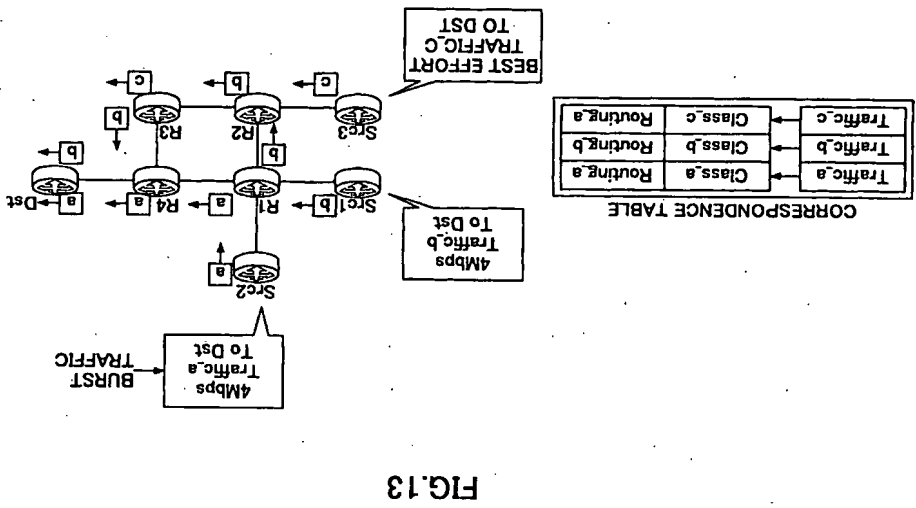 FIG.13
CORRESPONDENCE TABLE
Traffic_a Class_a Routing_a
Traffic_b Class_b Routing_b
Traffic_c Class_c Routing_a
4Mbps
Traffic_a
To Dst
BURST
TRAFFIC
Src2
a
4Mbps
Traffic_b
To Dst
Src1 b R1 a R4 a a Dst
b
b
b
Src3 R2 R3
c b c
BEST EFFORT
TRAFFIC_C
TO DST